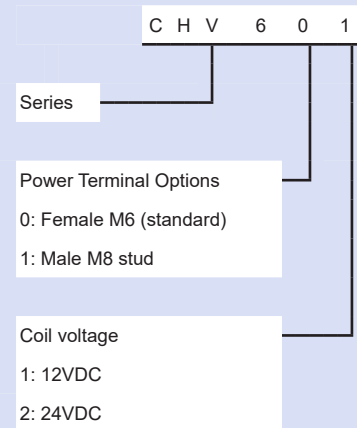 C H V 6 0 1
Series
Power Terminal Options
0: Female M6 (standard)
1: Male M8 stud
Coil voltage
1: 12VDC
2: 24VDC